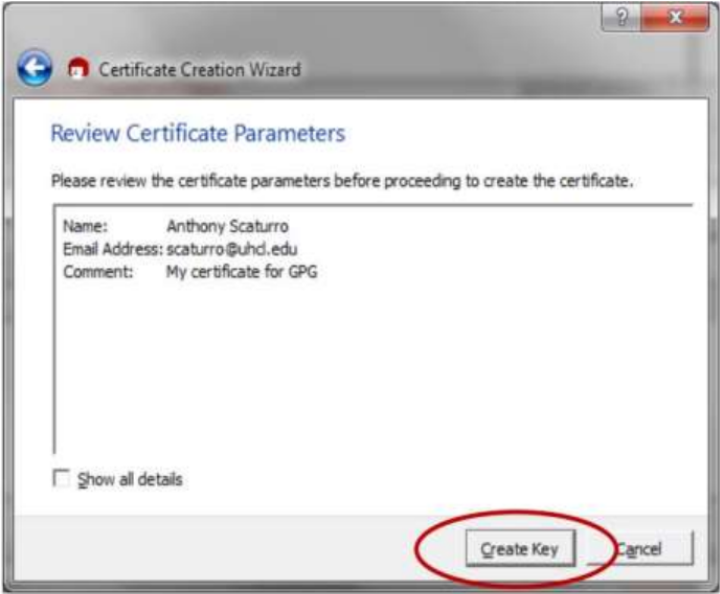 Certificate Creation Wizard
Review Certificate Parameters
Please review the certificate parameters before proceeding to create the certificate.
Name: Anthony Scaturro
Email Address: scaturro@uhcl.edu
Comment: My certificate for GPG
Show all details
Create Key
Cancel